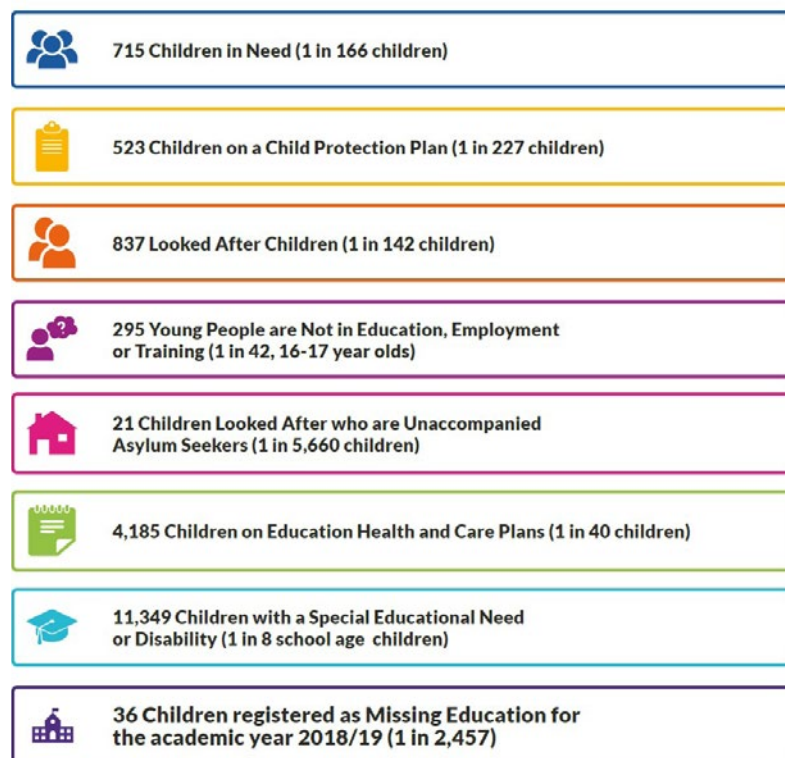 715 Children in Need (1 in 166 children)
523 Children on a Child Protection Plan (1 in 227 children)
837 Looked After Children (1 in 142 children)
295 Young People are Not in Education, Employment
or Training (1 in 42, 16-17 year olds)
21 Children Looked After who are Unaccompanied
Asylum Seekers (1 in 5,660 children)
4,185 Children on Education Health and Care Plans (1 in 40 children)
11,349 Children with a Special Educational Need
or Disability (1 in 8 school age children)
36 Children registered as Missing Education for
the academic year 2018/19 (1 in 2,457)